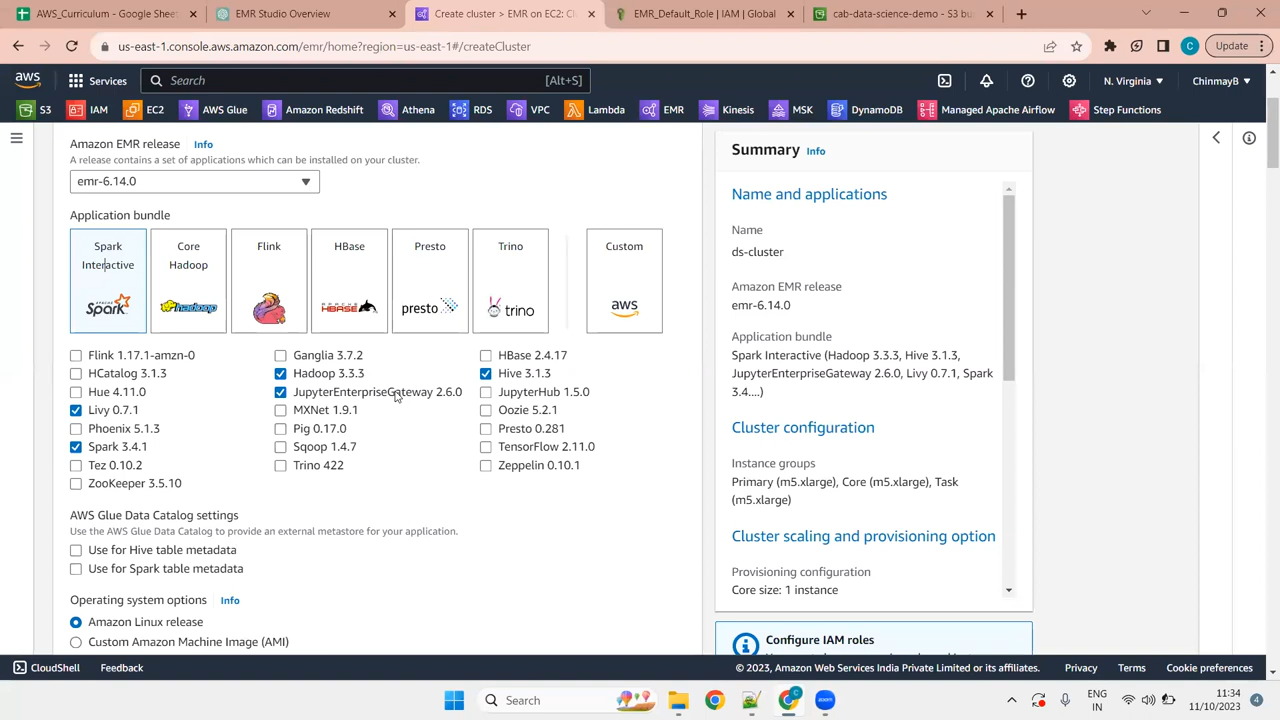 AWS_Curriculum - Google Sheet
EMR Studio Overview
Create cluster > EMR on EC2: Cl
EMR_Default_Role | IAM | Global
cab-data-science-demo - S3 buc
us-east-1.console.aws.amazon.com/emr/home?region=us-east-1#/createCluster
C
Update
aws
Services
Search
[Alt+S]
N. Virginia
ChinmayB
S3
IAM
EC2
AWS Glue
Amazon Redshift
Athena
RDS
VPC
Lambda
EMR
Kinesis
MSK
DynamoDB
Managed Apache Airflow
Step Functions
Amazon EMR release Info
A release contains a set of applications which can be installed on your cluster.
emr-6.14.0
Application bundle
Spark Interactive
APACHE Spark
Core Hadoop
hadoop
Flink
HBase
APACHE HBASE
Presto
presto
Trino
trino
Custom
aws
Flink 1.17.1-amzn-0
Ganglia 3.7.2
HBase 2.4.17
HCatalog 3.1.3
Hadoop 3.3.3
Hive 3.1.3
Hue 4.11.0
JupyterEnterpriseGateway 2.6.0
JupyterHub 1.5.0
Livy 0.7.1
MXNet 1.9.1
Oozie 5.2.1
Phoenix 5.1.3
Pig 0.17.0
Presto 0.281
Spark 3.4.1
Sqoop 1.4.7
TensorFlow 2.11.0
Tez 0.10.2
Trino 422
Zeppelin 0.10.1
ZooKeeper 3.5.10
AWS Glue Data Catalog settings
Use the AWS Glue Data Catalog to provide an external metastore for your application.
Use for Hive table metadata
Use for Spark table metadata
Operating system options Info
Amazon Linux release
Custom Amazon Machine Image (AMI)
Summary Info
Name and applications
Name
ds-cluster
Amazon EMR release
emr-6.14.0
Application bundle
Spark Interactive (Hadoop 3.3.3, Hive 3.1.3,
JupyterEnterpriseGateway 2.6.0, Livy 0.7.1, Spark
3.4....)
Cluster configuration
Instance groups
Primary (m5.xlarge), Core (m5.xlarge), Task
(m5.xlarge)
Cluster scaling and provisioning option
Provisioning configuration
Core size: 1 instance
Configure IAM roles
CloudShell
Feedback
© 2023, Amazon Web Services India Private Limited or its affiliates.
Privacy
Terms
Cookie preferences
Search
zoom
ENG
IN
11:34
11/10/2023
4